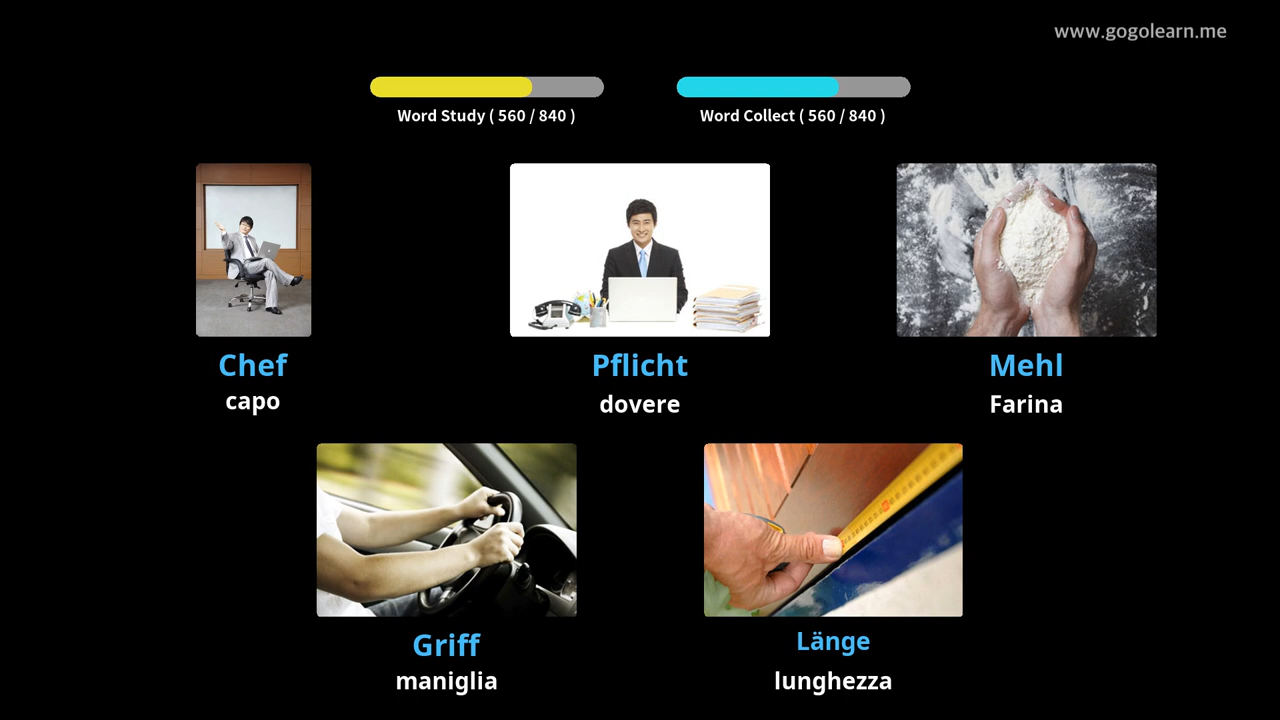 www.gogolearn.me
Word Study ( 560 / 840 )
Word Collect ( 560 / 840 )
Chef
capo
Pflicht
dovere
Mehl
Farina
Griff
maniglia
Länge
lunghezza